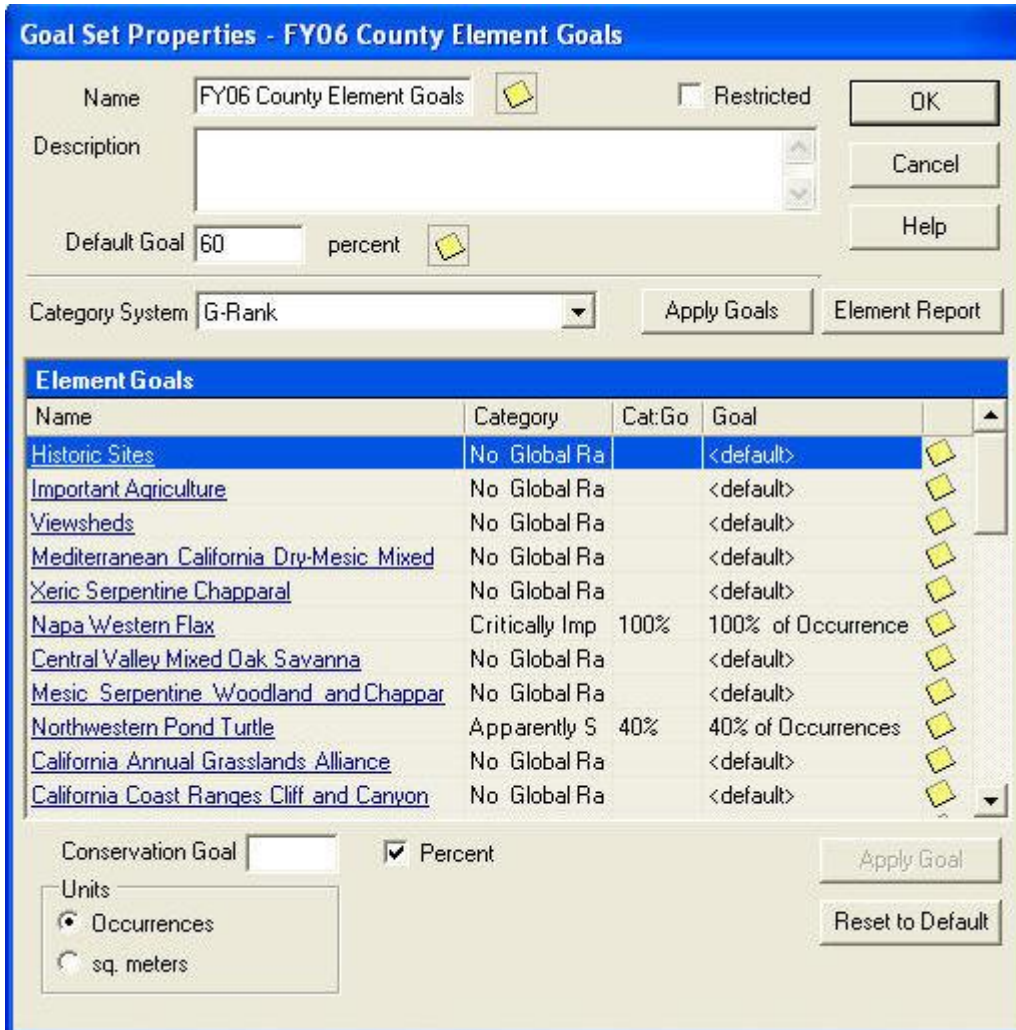 Goal Set Properties - FY06 County Element Goals
Name FY06 County Element Goals Restricted OK
Description Cancel
Help
Default Goal 60 percent
Category System G-Rank Apply Goals Element Report
Element Goals
Name Category Cat:Go Goal
Historic Sites No Global Ra <default>
Important Agriculture No Global Ra <default>
Viewsheds No Global Ra <default>
Mediterranean California Dry-Mesic Mixed No Global Ra <default>
Xeric Serpentine Chapparal No Global Ra <default>
Napa Western Flax Critically Imp 100% 100% of Occurrence
Central Valley Mixed Oak Savanna No Global Ra <default>
Mesic Serpentine Woodland and Chappar No Global Ra <default>
Northwestern Pond Turtle Apparently S 40% 40% of Occurrences
California Annual Grasslands Alliance No Global Ra <default>
California Coast Ranges Cliff and Canyon No Global Ra <default>
Conservation Goal Percent Apply Goal
Units
Occurrences Reset to Default
sq. meters